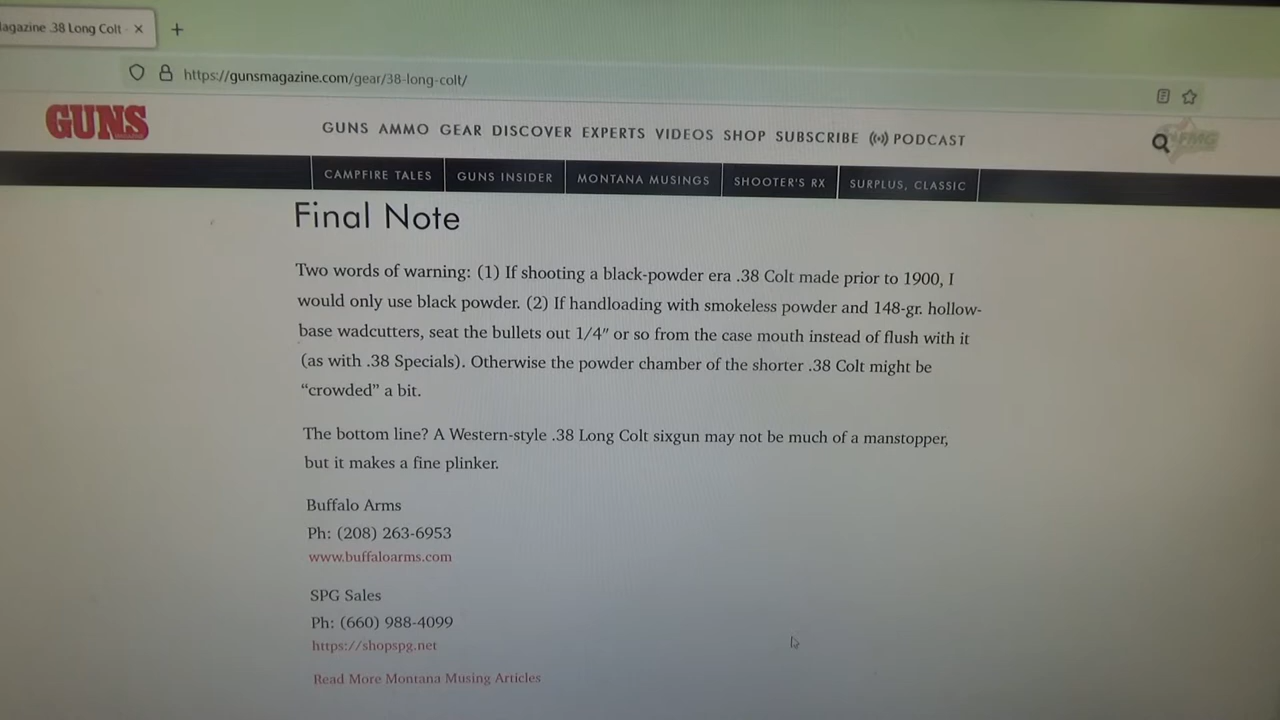 agazine .38 Long Colt
https://gunsmagazine.com/gear/38-long-colt/
GUNS
GUNS AMMO GEAR DISCOVER EXPERTS VIDEOS SHOP SUBSCRIBE PODCAST
FMG
CAMPFIRE TALES GUNS INSIDER MONTANA MUSINGS SHOOTER'S RX SURPLUS, CLASSIC
Final Note
Two words of warning: (1) If shooting a black-powder era .38 Colt made prior to 1900, I
would only use black powder. (2) If handloading with smokeless powder and 148-gr. hollow-
base wadcutters, seat the bullets out 1/4″ or so from the case mouth instead of flush with it
(as with .38 Specials). Otherwise the powder chamber of the shorter .38 Colt might be
“crowded” a bit.
The bottom line? A Western-style .38 Long Colt sixgun may not be much of a manstopper,
but it makes a fine plinker.
Buffalo Arms
Ph: (208) 263-6953
www.buffaloarms.com
SPG Sales
Ph: (660) 988-4099
https://shopspg.net
Read More Montana Musing Articles